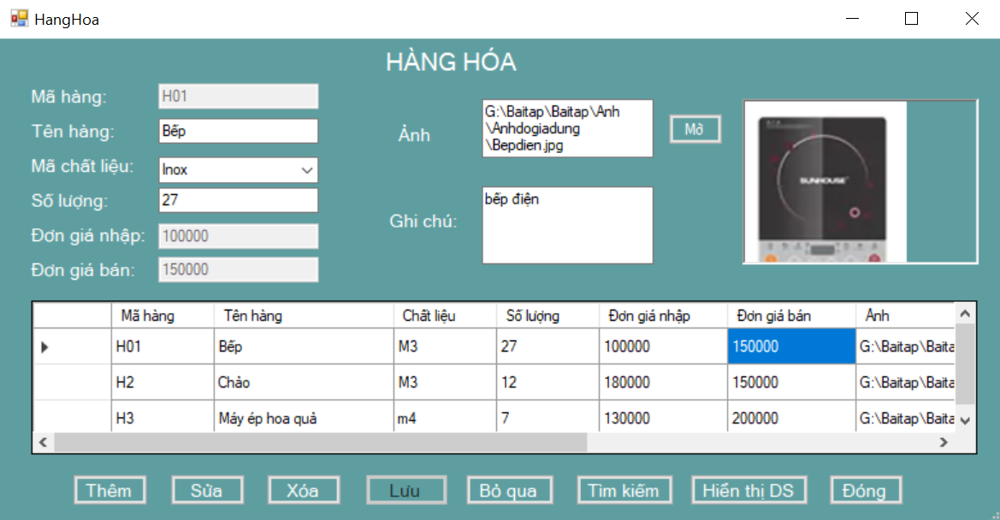 HangHoa
HÀNG HÓA
Mã hàng: H01
Tên hàng: Bếp
Mã chất liệu: Inox
Số lượng: 27
Đơn giá nhập: 100000
Đơn giá bán: 150000
Ảnh
G:\Baitap\Baitap\Anh
\Anhdogiadung
\Bepdien.jpg
Mở
Ghi chú:
bếp điện
SUNHOUSE
Mã hàng Tên hàng Chất liệu Số lượng Đơn giá nhập Đơn giá bán Ảnh
H01 Bếp M3 27 100000 150000 G:\Baitap\Baita
H2 Chảo M3 12 180000 150000 G:\Baitap\Baita
H3 Máy ép hoa quả m4 7 130000 200000 G:\Baitap\Baita
Thêm Sửa Xóa Lưu Bỏ qua Tìm kiếm Hiển thị DS Đóng